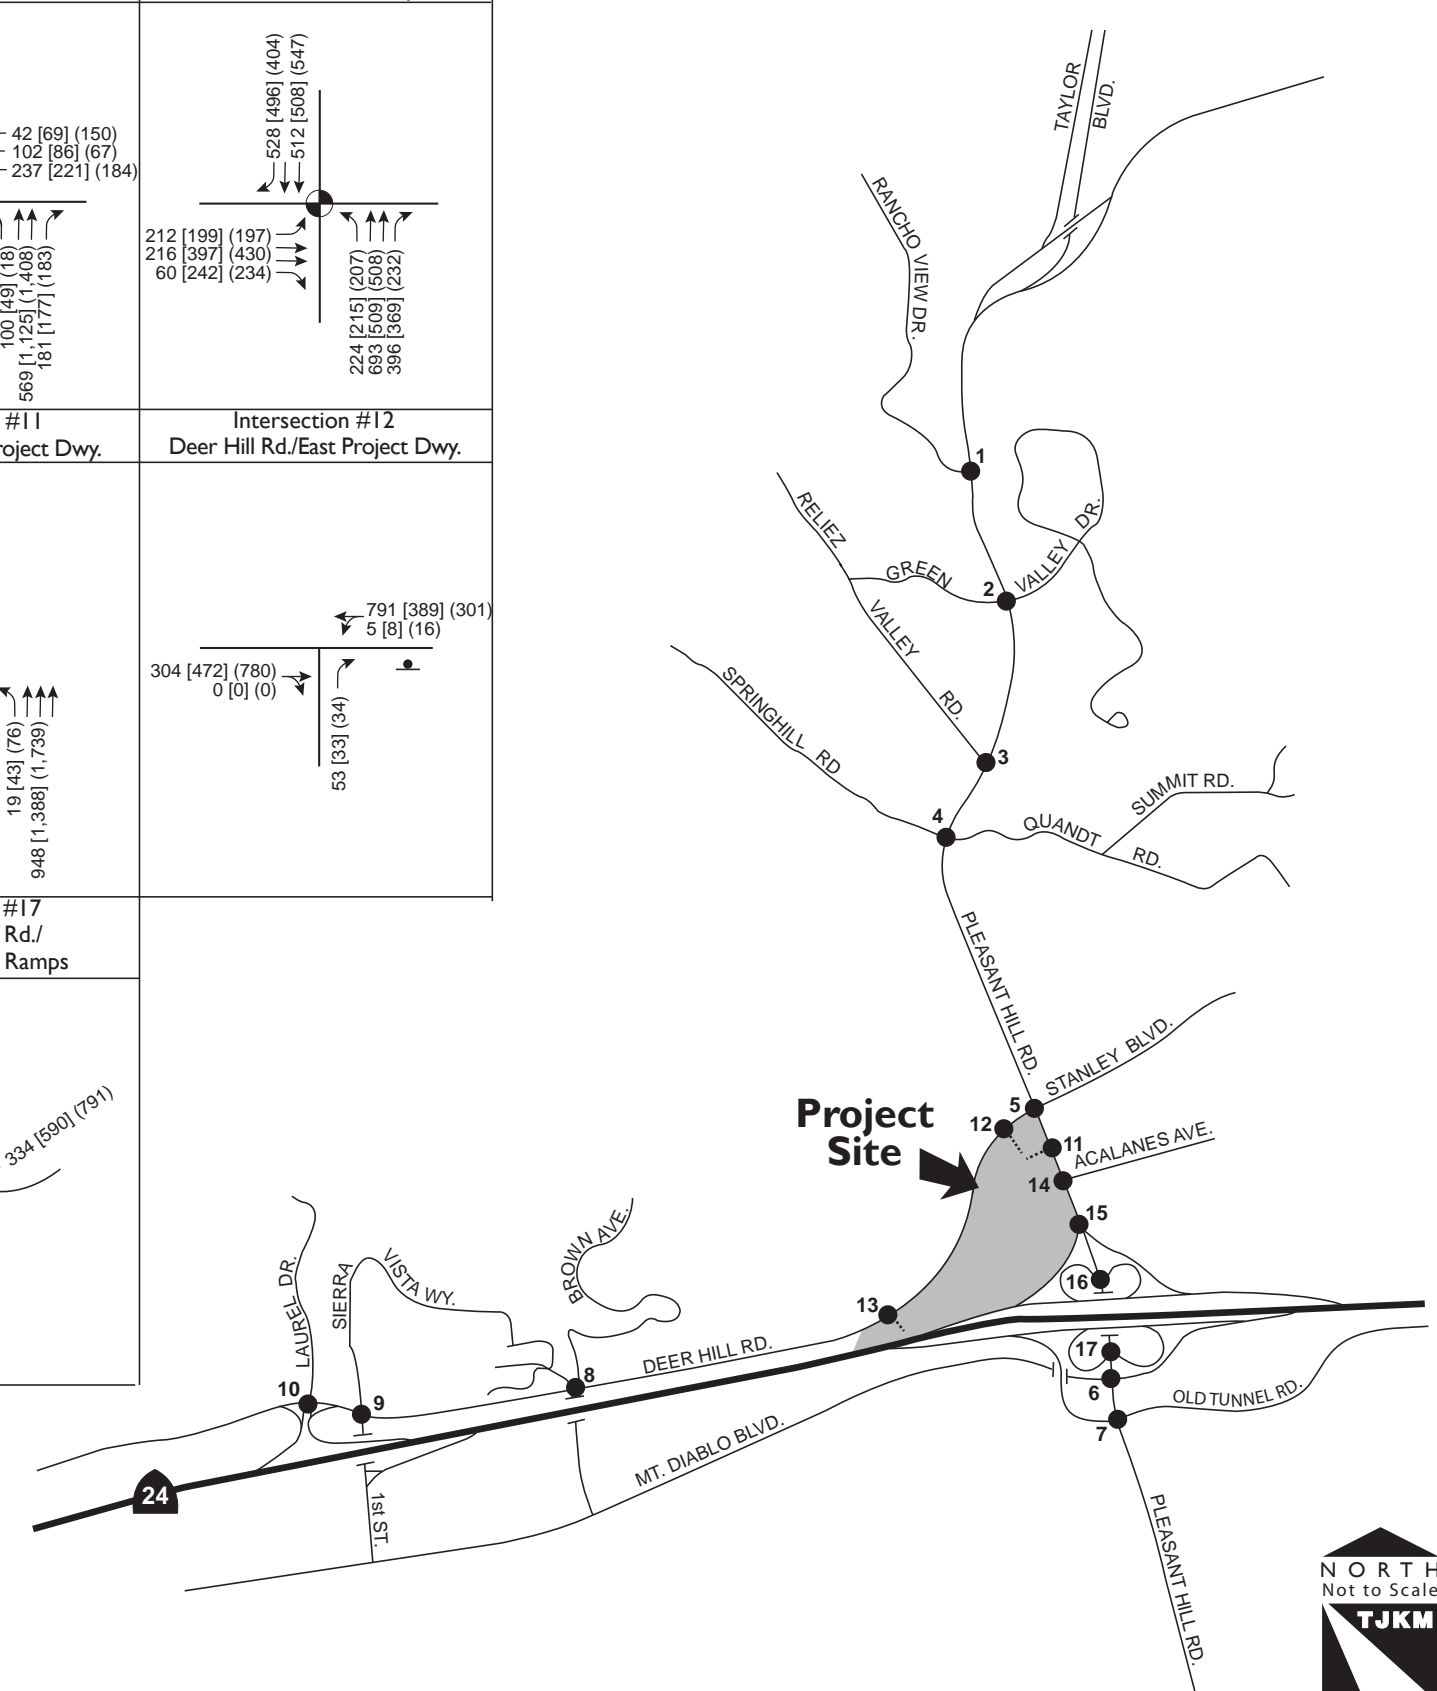 42 [69] (150)
102 [86] (67)
237 [221] (184)
100 [49] (18)
569 [1,125] (1,408)
181 [177] (183)
528 [496] (404)
512 [508] (547)
212 [199] (197)
216 [397] (430)
60 [242] (234)
224 [215] (207)
693 [509] (508)
396 [369] (232)
#11
roject Dwy.
Intersection #12
Deer Hill Rd./East Project Dwy.
19 [43] (76)
948 [1,388] (1,739)
791 [389] (301)
5 [8] (16)
304 [472] (780)
0 [0] (0)
53 [33] (34)
#17
Rd./
Ramps
334 [590] (791)
TAYLOR
BLVD.
RANCHO VIEW DR.
1
RELIEZ
VALLEY
RD.
GREEN
2
VALLEY DR.
3
SPRINGHILL RD
4
QUANDT
RD.
SUMMIT RD.
PLEASANT HILL RD.
STANLEY BLVD.
5
12
11
Project
Site
ACALANES AVE.
14
15
16
13
17
6
7
OLD TUNNEL RD.
LAUREL DR.
SIERRA
VISTA WY.
BROWN AVE.
DEER HILL RD.
10
9
8
MT. DIABLO BLVD.
24
1st ST.
PLEASANT HILL RD.
NORTH
Not to Scale
TJKM